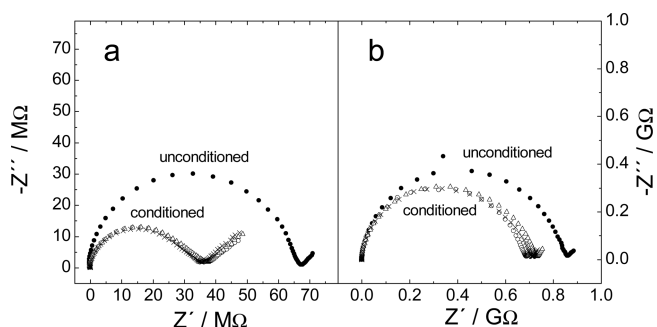 a
b
70
60
50
40
30
20
10
0
-Z´´ / MΩ
unconditioned
conditioned
0 10 20 30 40 50 60 70
Z´ / MΩ
unconditioned
conditioned
1.0
0.8
0.6
0.4
0.2
0.0
-Z´´ / GΩ
0.0 0.2 0.4 0.6 0.8 1.0
Z´ / GΩ